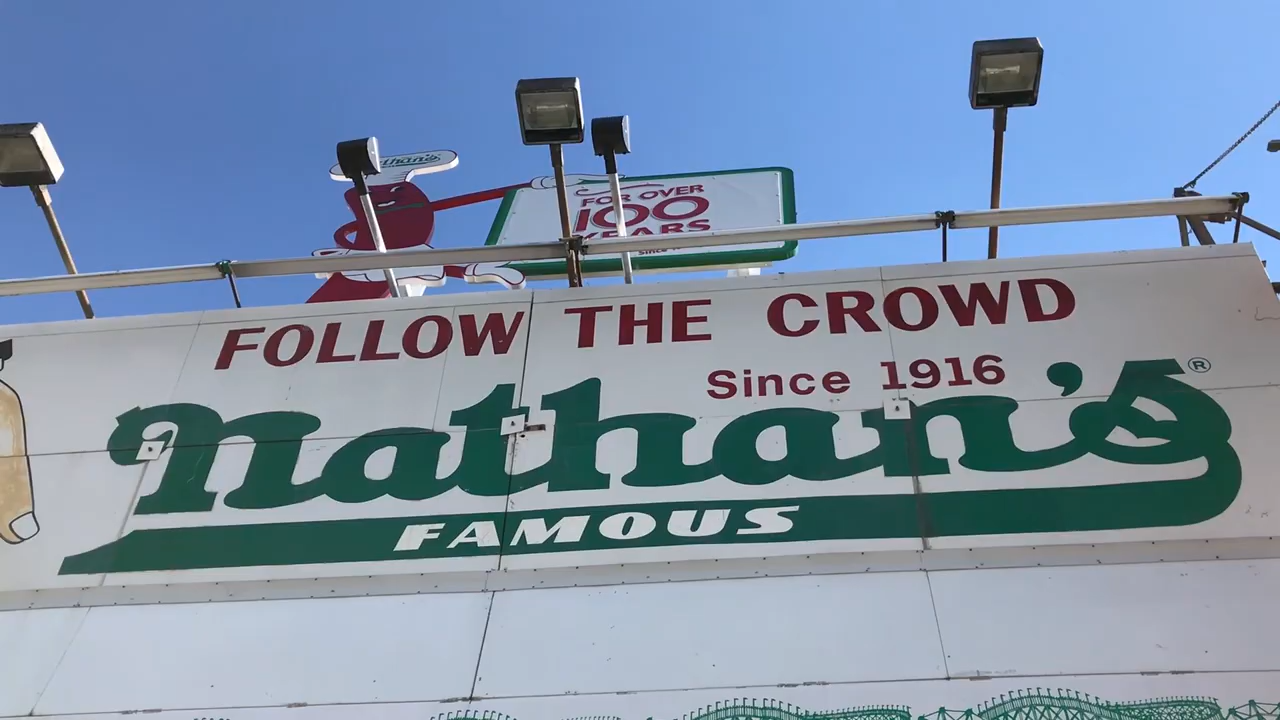 FOR OVER
100
YEARS
FOLLOW THE CROWD
Since 1916
Nathan's®
FAMOUS